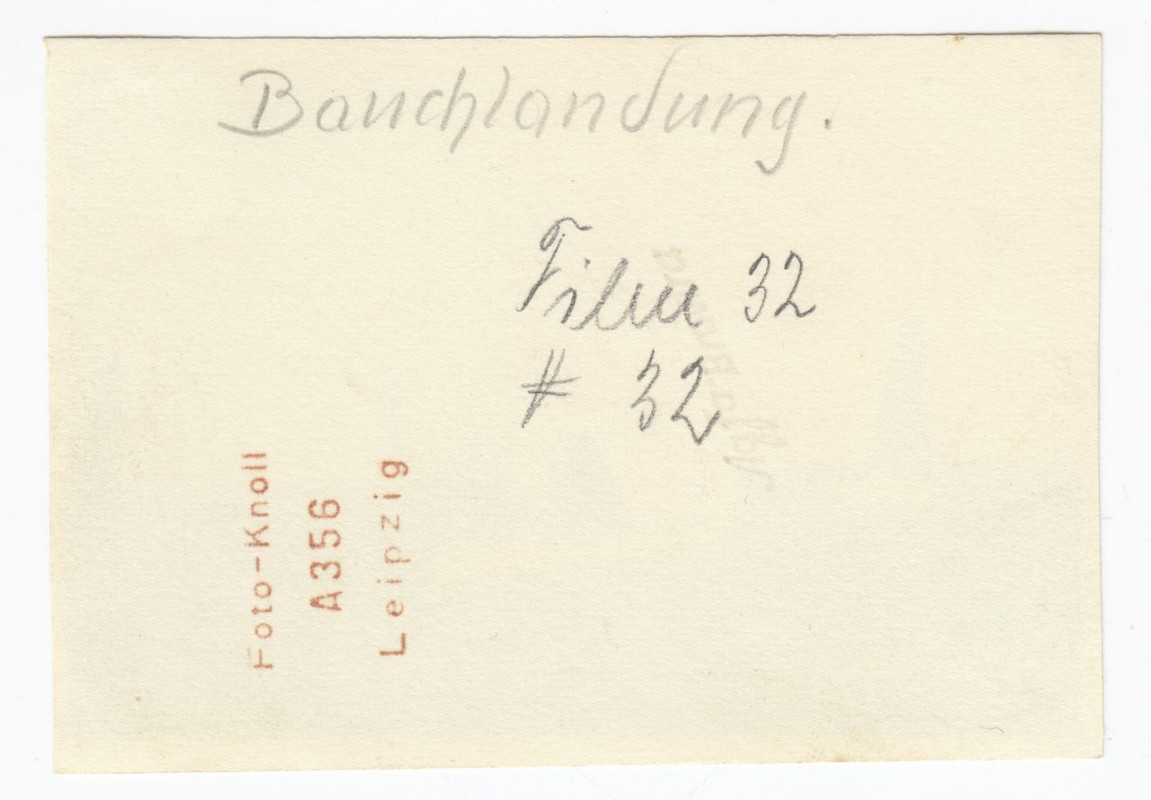 Bauchlandung.
Film 32
# 32
Foto-Knoll
A356
Leipzig